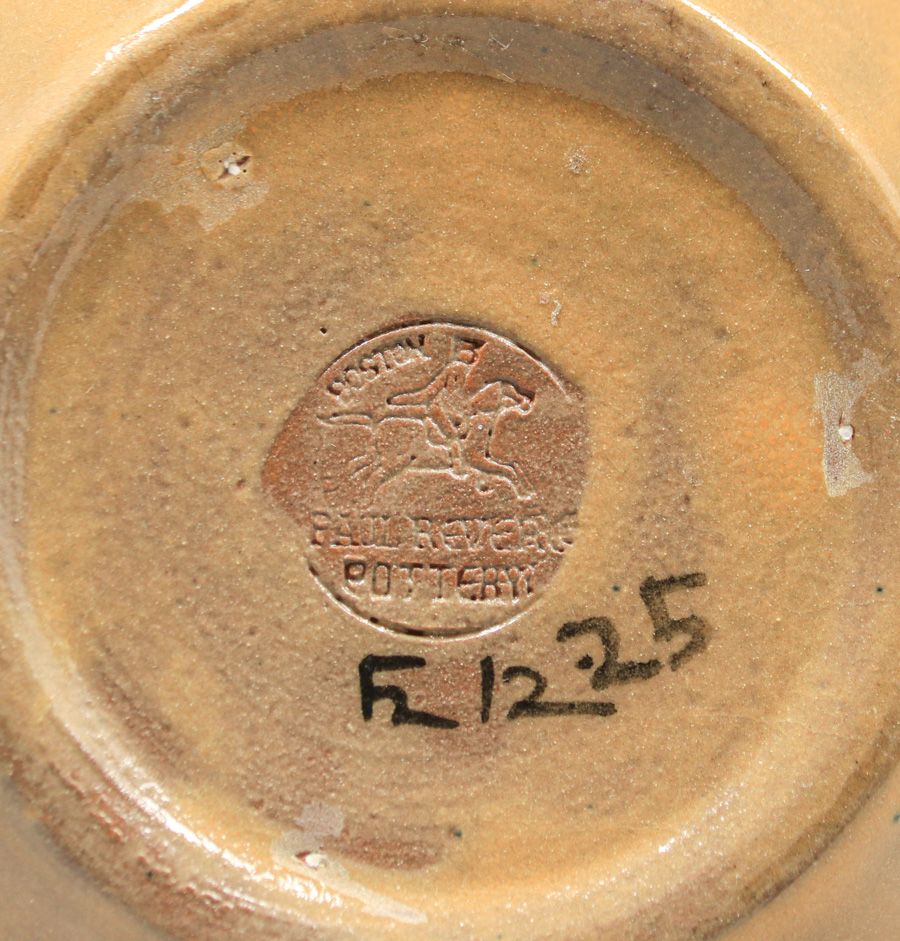 BOSTON
PAUL REVERE
POTTERY
12·25